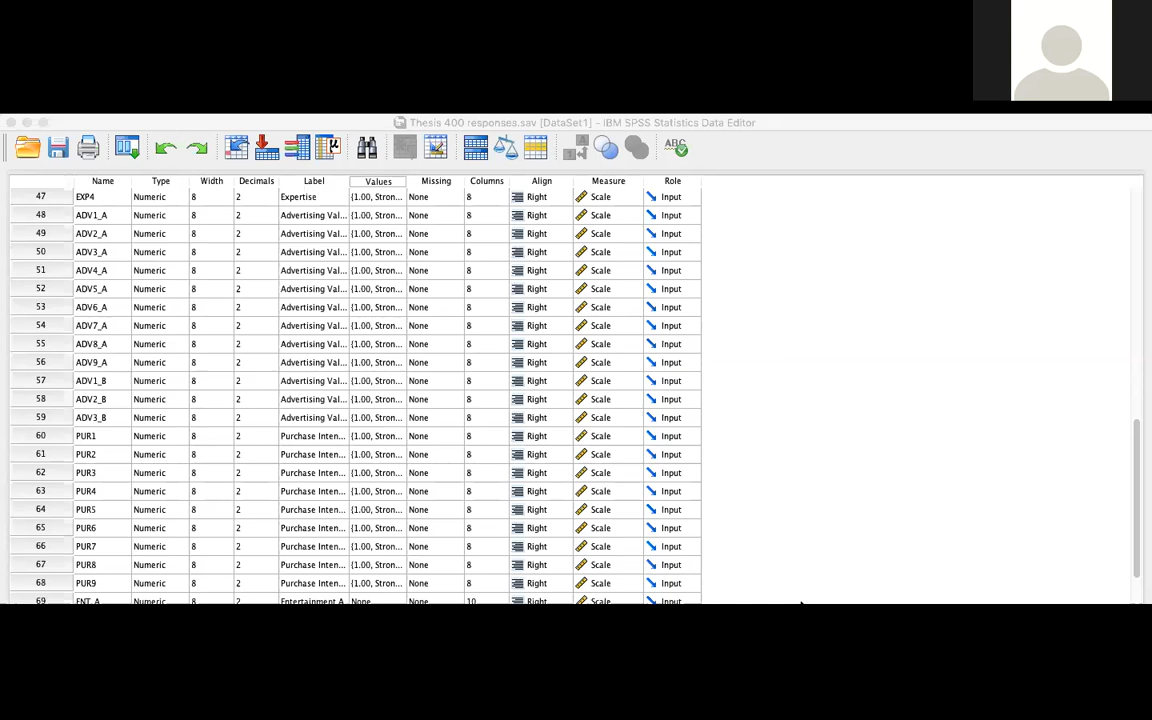 Thesis 400 responses.sav [DataSet1] - IBM SPSS Statistics Data Editor
Name Type Width Decimals Label Values Missing Columns Align Measure Role
47 EXP4 Numeric 8 2 Expertise {1.00, Stron... None 8 Right Scale Input
48 ADV1_A Numeric 8 2 Advertising Val... {1.00, Stron... None 8 Right Scale Input
49 ADV2_A Numeric 8 2 Advertising Val... {1.00, Stron... None 8 Right Scale Input
50 ADV3_A Numeric 8 2 Advertising Val... {1.00, Stron... None 8 Right Scale Input
51 ADV4_A Numeric 8 2 Advertising Val... {1.00, Stron... None 8 Right Scale Input
52 ADV5_A Numeric 8 2 Advertising Val... {1.00, Stron... None 8 Right Scale Input
53 ADV6_A Numeric 8 2 Advertising Val... {1.00, Stron... None 8 Right Scale Input
54 ADV7_A Numeric 8 2 Advertising Val... {1.00, Stron... None 8 Right Scale Input
55 ADV8_A Numeric 8 2 Advertising Val... {1.00, Stron... None 8 Right Scale Input
56 ADV9_A Numeric 8 2 Advertising Val... {1.00, Stron... None 8 Right Scale Input
57 ADV1_B Numeric 8 2 Advertising Val... {1.00, Stron... None 8 Right Scale Input
58 ADV2_B Numeric 8 2 Advertising Val... {1.00, Stron... None 8 Right Scale Input
59 ADV3_B Numeric 8 2 Advertising Val... {1.00, Stron... None 8 Right Scale Input
60 PUR1 Numeric 8 2 Purchase Inten... {1.00, Stron... None 8 Right Scale Input
61 PUR2 Numeric 8 2 Purchase Inten... {1.00, Stron... None 8 Right Scale Input
62 PUR3 Numeric 8 2 Purchase Inten... {1.00, Stron... None 8 Right Scale Input
63 PUR4 Numeric 8 2 Purchase Inten... {1.00, Stron... None 8 Right Scale Input
64 PUR5 Numeric 8 2 Purchase Inten... {1.00, Stron... None 8 Right Scale Input
65 PUR6 Numeric 8 2 Purchase Inten... {1.00, Stron... None 8 Right Scale Input
66 PUR7 Numeric 8 2 Purchase Inten... {1.00, Stron... None 8 Right Scale Input
67 PUR8 Numeric 8 2 Purchase Inten... {1.00, Stron... None 8 Right Scale Input
68 PUR9 Numeric 8 2 Purchase Inten... {1.00, Stron... None 8 Right Scale Input
69 ENT_A Numeric 8 2 Entertainment A None None 10 Right Scale Input